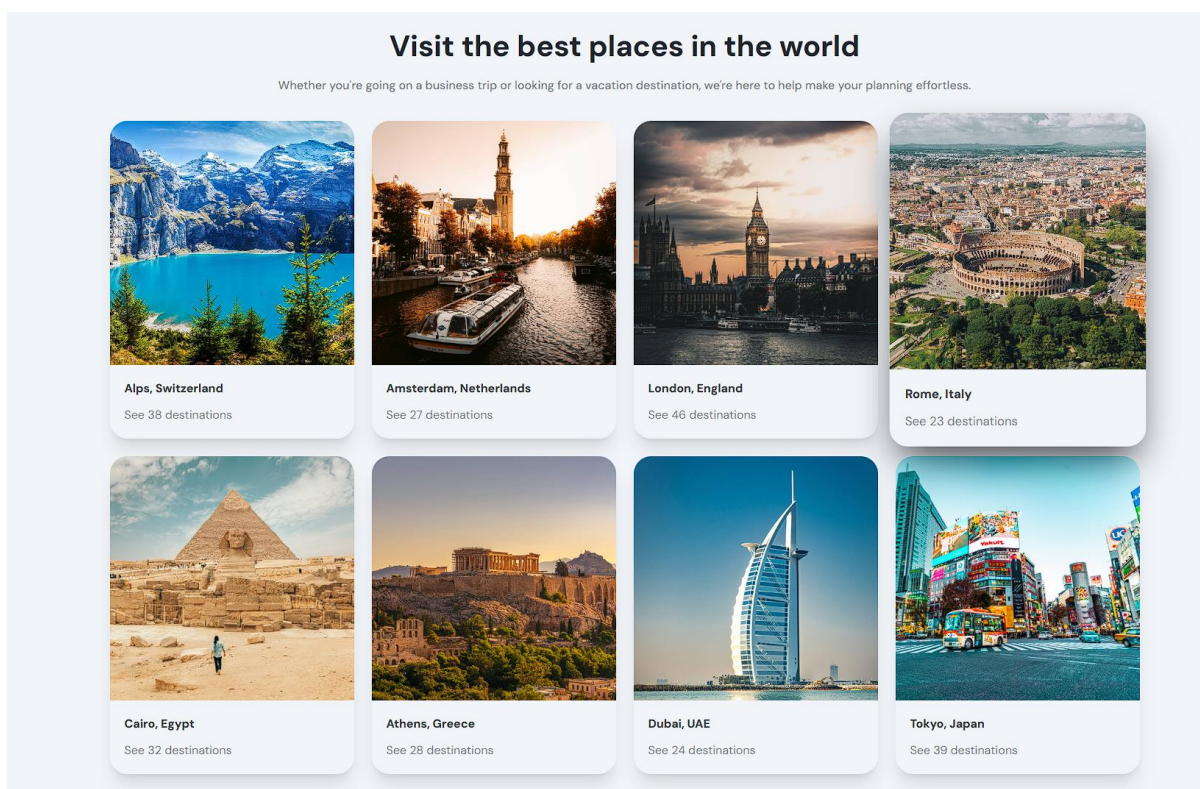 Visit the best places in the world
Whether you're going on a business trip or looking for a vacation destination, we're here to help make your planning effortless.
Alps, Switzerland
See 38 destinations
Amsterdam, Netherlands
See 27 destinations
London, England
See 46 destinations
Rome, Italy
See 23 destinations
Yakult
Cairo, Egypt
See 32 destinations
Athens, Greece
See 28 destinations
Dubai, UAE
See 24 destinations
Tokyo, Japan
See 39 destinations